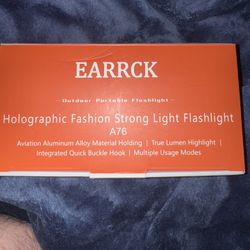 EARRCK
Outdoor Portable Flashlight
Holographic Fashion Strong Light Flashlight
A76
Aviation Aluminum Alloy Material Holding | True Lumen Highlight |
Integrated Quick Buckle Hook | Multiple Usage Modes